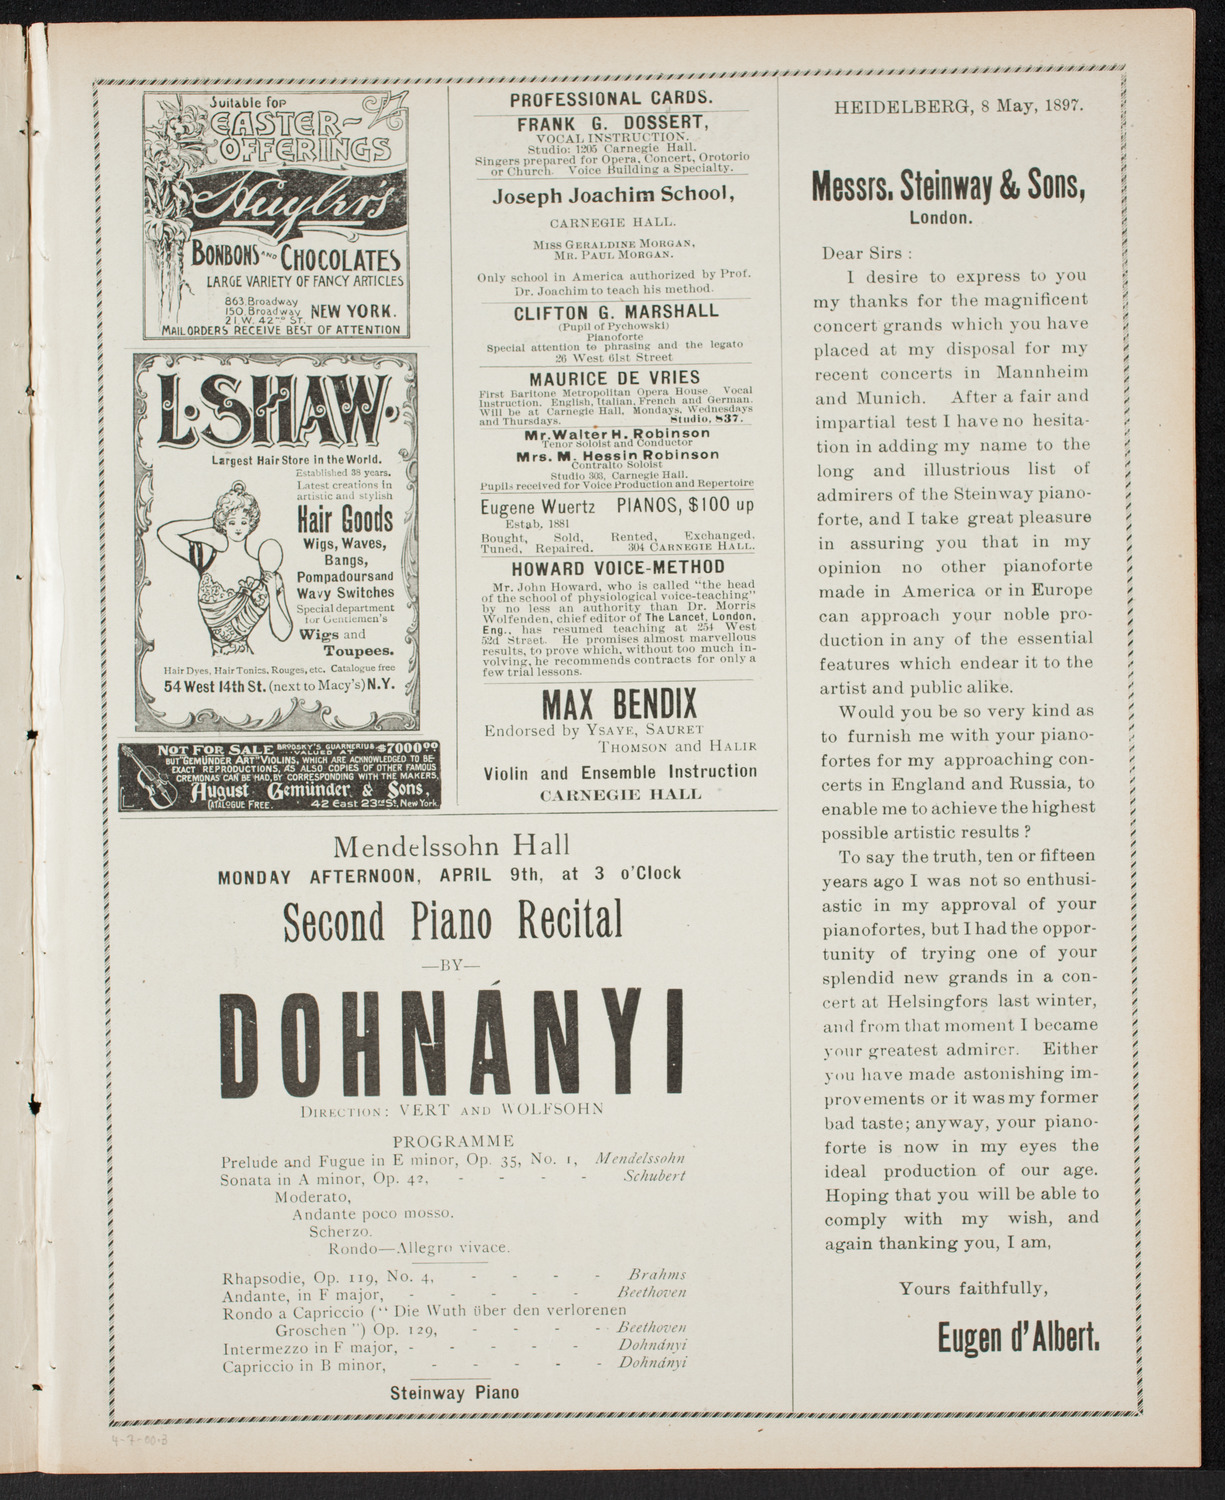 Suitable for
EASTER-
OFFERINGS
Huyler's
BONBONS AND CHOCOLATES
LARGE VARIETY OF FANCY ARTICLES
863 Broadway
150 Broadway
21 W. 42ND ST.
NEW YORK.
MAIL ORDERS RECEIVE BEST OF ATTENTION
L. SHAW.
Largest Hair Store in the World.
Established 38 years.
Latest creations in
artistic and stylish
Hair Goods
Wigs, Waves,
Bangs,
Pompadours and
Wavy Switches
Special department
for Gentlemen's
Wigs and
Toupees.
Hair Dyes, Hair Tonics, Rouges, etc. Catalogue free
54 West 14th St. (next to Macy's) N.Y.
NOT FOR SALE BRODSKY'S GUARNERIUS VALUED AT $7000.00
BUT "GEMÜNDER ART" VIOLINS, WHICH ARE ACKNOWLEDGED TO BE
EXACT REPRODUCTIONS, AS ALSO COPIES OF OTHER FAMOUS
CREMONAS CAN BE HAD, BY CORRESPONDING WITH THE MAKERS,
August Gemünder & Sons,
CATALOGUE FREE. 42 East 23rd St. New York.
PROFESSIONAL CARDS.
FRANK G. DOSSERT,
VOCAL INSTRUCTION.
Studio: 1205 Carnegie Hall.
Singers prepared for Opera, Concert, Orotorio
or Church. Voice Building a Specialty.
Joseph Joachim School,
CARNEGIE HALL.
MISS GERALDINE MORGAN,
MR. PAUL MORGAN.
Only school in America authorized by Prof.
Dr. Joachim to teach his method.
CLIFTON G. MARSHALL
(Pupil of Pychowski)
Pianoforte
Special attention to phrasing and the legato
26 West 61st Street
MAURICE DE VRIES
First Baritone Metropolitan Opera House. Vocal
Instruction, English, Italian, French and German.
Will be at Carnegie Hall, Mondays, Wednesdays
and Thursdays. Studio, 837.
Mr. Walter H. Robinson
Tenor Soloist and Conductor
Mrs. M. Hessin Robinson
Contralto Soloist
Studio 303, Carnegie Hall.
Pupils received for Voice Production and Repertoire
Eugene Wuertz PIANOS, $100 up
Estab. 1881
Bought, Sold, Rented, Exchanged.
Tuned, Repaired. 304 CARNEGIE HALL.
HOWARD VOICE-METHOD
Mr. John Howard, who is called "the head
of the school of physiological voice-teaching"
by no less an authority than Dr. Morris
Wolfenden, chief editor of The Lancet, London,
Eng., has resumed teaching at 254 West
52d Street. He promises almost marvellous
results, to prove which, without too much in-
volving, he recommends contracts for only a
few trial lessons.
MAX BENDIX
Endorsed by YSAYE, SAURET
THOMSON and HALIR
Violin and Ensemble Instruction
CARNEGIE HALL
Mendelssohn Hall
MONDAY AFTERNOON, APRIL 9th, at 3 o'Clock
Second Piano Recital
—BY—
DOHNÁNYI
DIRECTION: VERT AND WOLFSOHN
PROGRAMME
Prelude and Fugue in E minor, Op. 35, No. 1, Mendelssohn
Sonata in A minor, Op. 42, - - - - Schubert
Moderato,
Andante poco mosso.
Scherzo.
Rondo—Allegro vivace.
Rhapsodie, Op. 119, No. 4, - - - - Brahms
Andante, in F major, - - - - - Beethoven
Rondo a Capriccio (" Die Wuth über den verlorenen
Groschen ") Op. 129, - - - - Beethoven
Intermezzo in F major, - - - - - Dohnányi
Capriccio in B minor, - - - - - Dohnányi
Steinway Piano
HEIDELBERG, 8 May, 1897.
Messrs. Steinway & Sons,
London.
Dear Sirs :
I desire to express to you
my thanks for the magnificent
concert grands which you have
placed at my disposal for my
recent concerts in Mannheim
and Munich. After a fair and
impartial test I have no hesita-
tion in adding my name to the
long and illustrious list of
admirers of the Steinway piano-
forte, and I take great pleasure
in assuring you that in my
opinion no other pianoforte
made in America or in Europe
can approach your noble pro-
duction in any of the essential
features which endear it to the
artist and public alike.
Would you be so very kind as
to furnish me with your piano-
fortes for my approaching con-
certs in England and Russia, to
enable me to achieve the highest
possible artistic results ?
To say the truth, ten or fifteen
years ago I was not so enthusi-
astic in my approval of your
pianofortes, but I had the oppor-
tunity of trying one of your
splendid new grands in a con-
cert at Helsingfors last winter,
and from that moment I became
your greatest admirer. Either
you have made astonishing im-
provements or it was my former
bad taste; anyway, your piano-
forte is now in my eyes the
ideal production of our age.
Hoping that you will be able to
comply with my wish, and
again thanking you, I am,
Yours faithfully,
Eugen d'Albert.
4-7-00-3